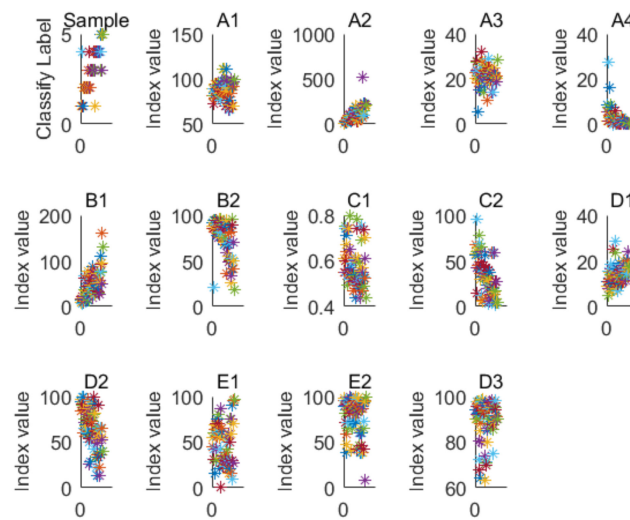 Sample A1 A2 A3 A4
5 150 1000 40 40
Classify Label Index value Index value Index value Index value
100 500 20 20
0 50 0 0 0
0 0 0 0 0
B1 B2 C1 C2 D1
200 100 0.8 100 40
Index value Index value Index value Index value Index value
100 50 0.6 50 20
0 0 0.4 0 0
0 0 0 0 0
D2 E1 E2 D3
100 100 100 100
Index value Index value Index value Index value
50 50 50 80
0 0 0 60
0 0 0 0